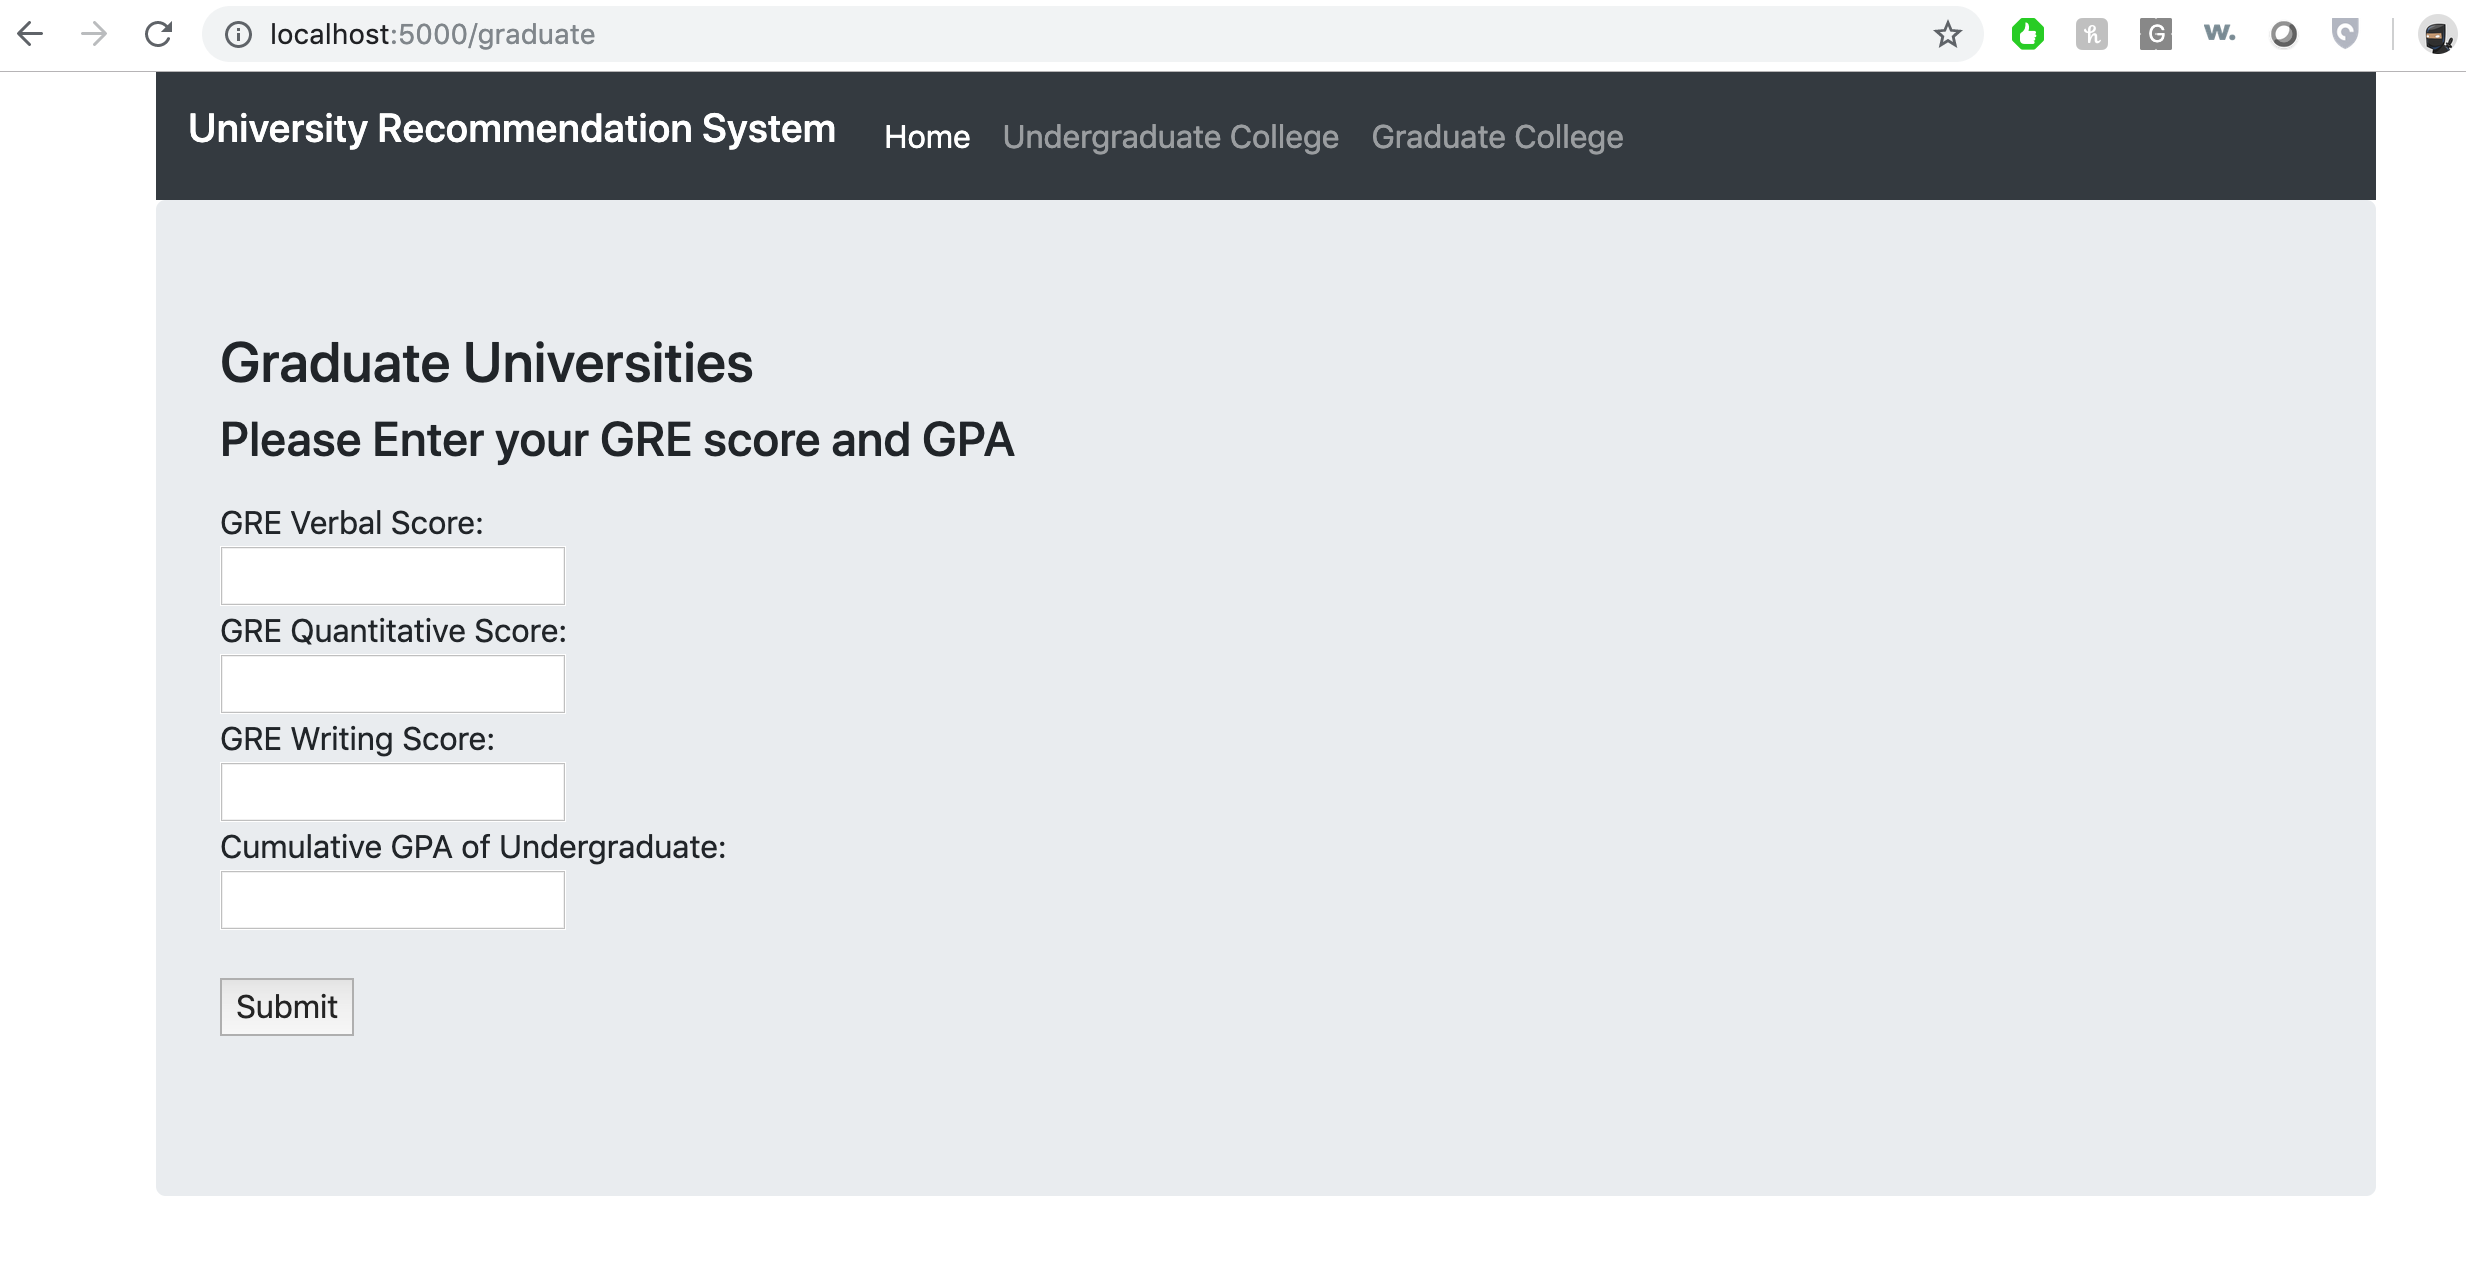 localhost:5000/graduate
G w.
University Recommendation System Home Undergraduate College Graduate College
Graduate Universities
Please Enter your GRE score and GPA
GRE Verbal Score:
GRE Quantitative Score:
GRE Writing Score:
Cumulative GPA of Undergraduate:
Submit